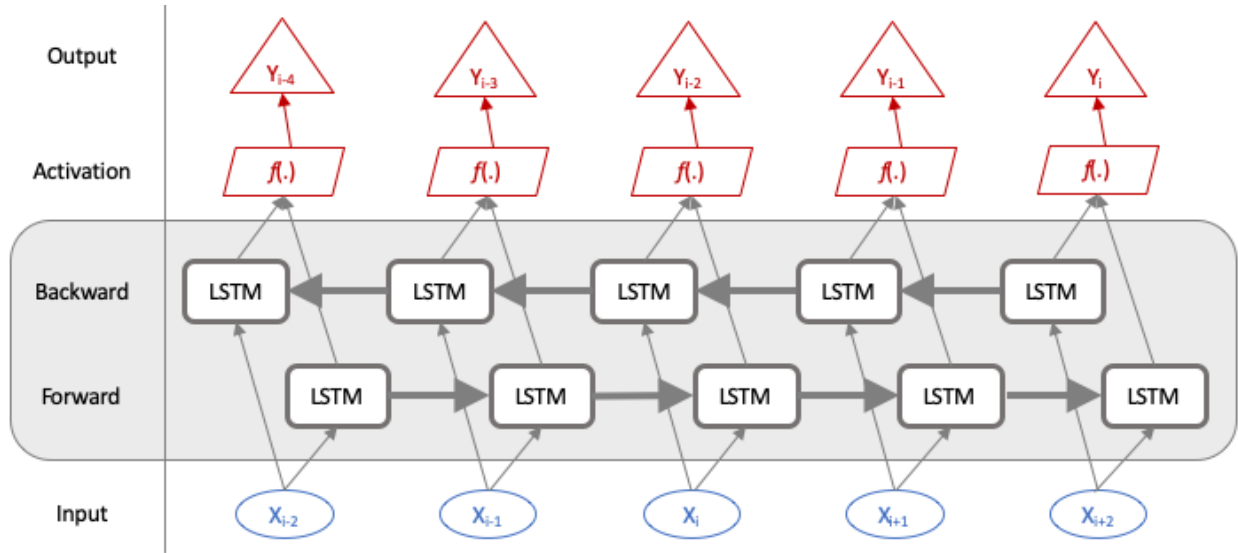 Output Y_{i-4} Y_{i-3} Y_{i-2} Y_{i-1} Y_i
Activation f(.) f(.) f(.) f(.) f(.)
Backward LSTM LSTM LSTM LSTM LSTM
Forward LSTM LSTM LSTM LSTM LSTM
Input X_{i-2} X_{i-1} X_i X_{i+1} X_{i+2}